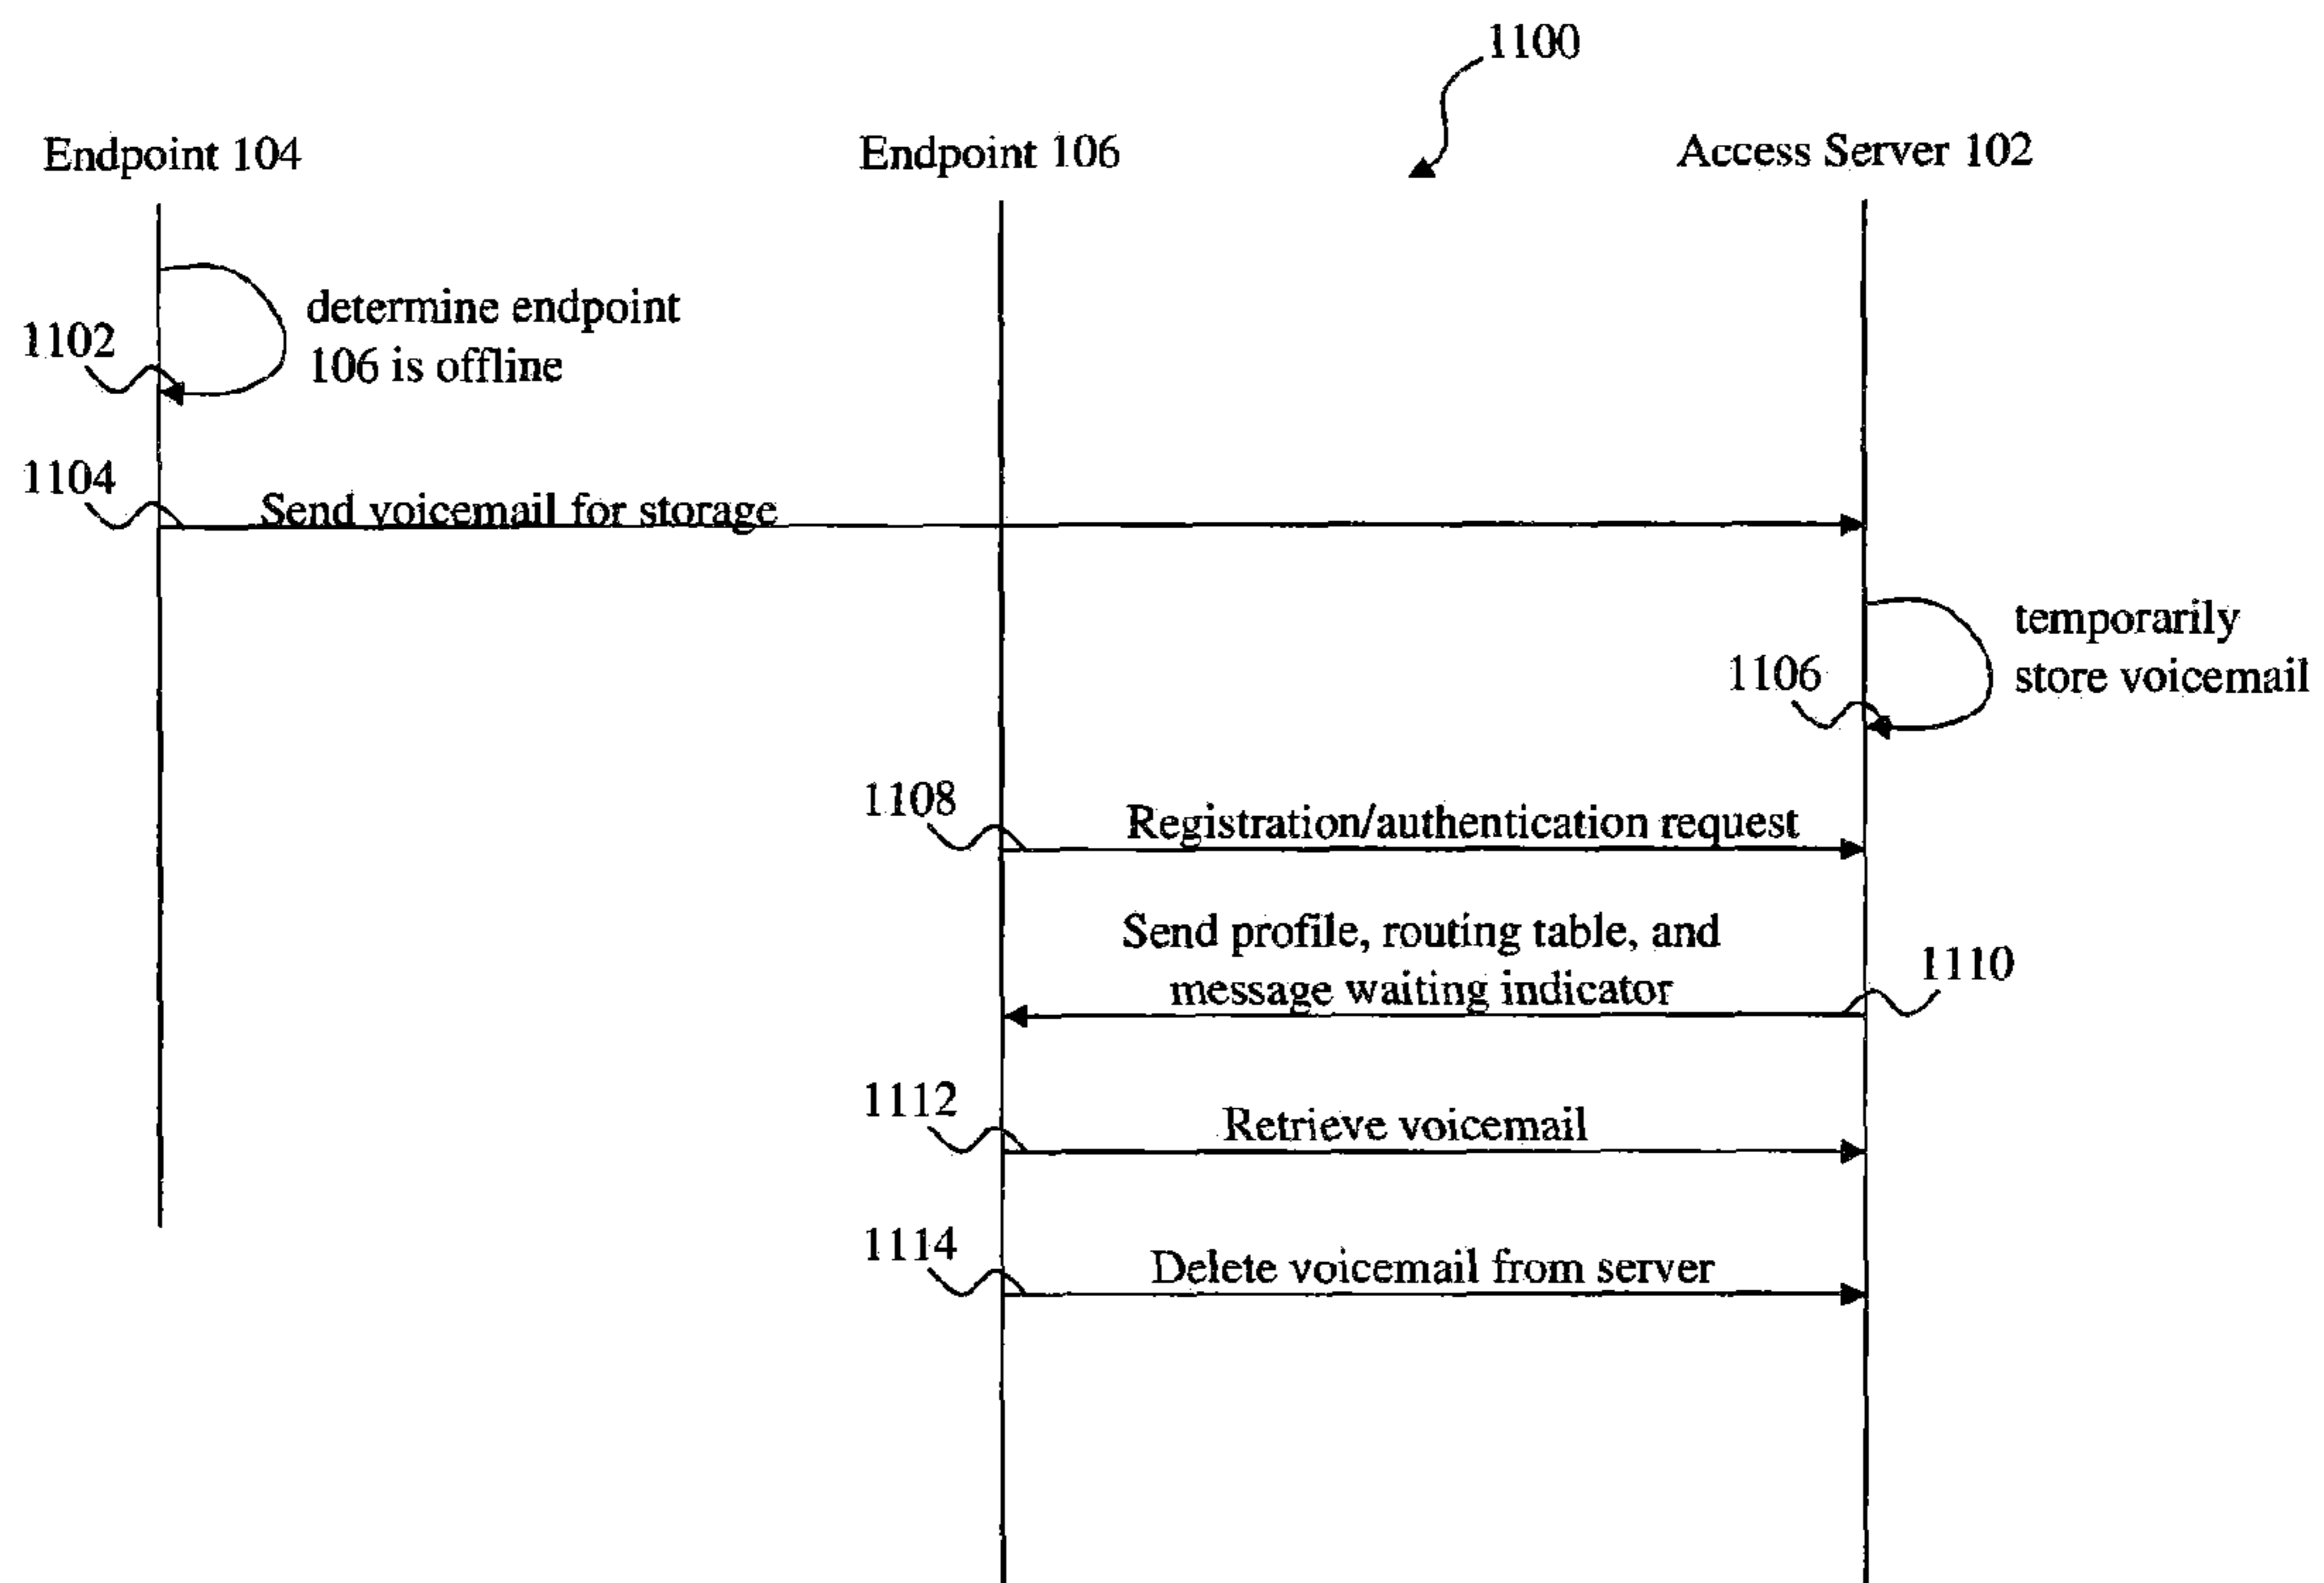 1100
Endpoint 104
Endpoint 106
Access Server 102
determine endpoint
1102
106 is offline
1104
Send voicemail for storage
temporarily
1106
store voicemail
1108
Registration/authentication request
Send profile, routing table, and
1110
message waiting indicator
1112
Retrieve voicemail
1114
Delete voicemail from server